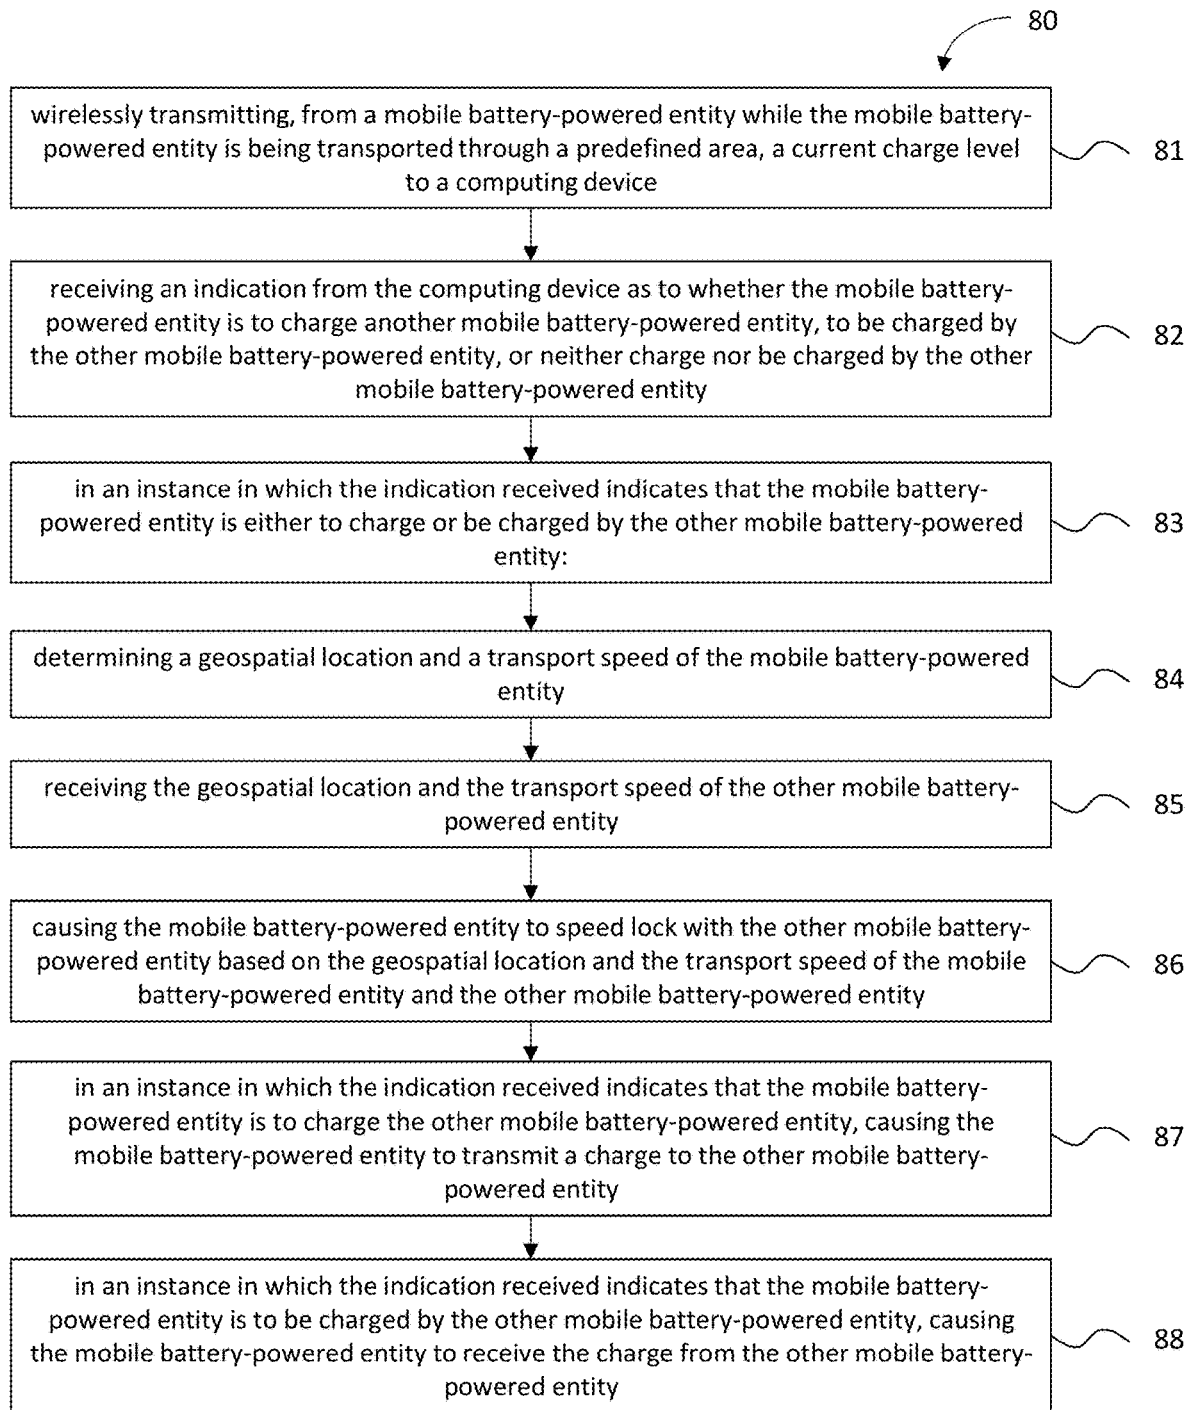 80
wirelessly transmitting, from a mobile battery-powered entity while the mobile battery-
powered entity is being transported through a predefined area, a current charge level
to a computing device
81
receiving an indication from the computing device as to whether the mobile battery-
powered entity is to charge another mobile battery-powered entity, to be charged by
the other mobile battery-powered entity, or neither charge nor be charged by the other
mobile battery-powered entity
82
in an instance in which the indication received indicates that the mobile battery-
powered entity is either to charge or be charged by the other mobile battery-powered
entity:
83
determining a geospatial location and a transport speed of the mobile battery-powered
entity
84
receiving the geospatial location and the transport speed of the other mobile battery-
powered entity
85
causing the mobile battery-powered entity to speed lock with the other mobile battery-
powered entity based on the geospatial location and the transport speed of the mobile
battery-powered entity and the other mobile battery-powered entity
86
in an instance in which the indication received indicates that the mobile battery-
powered entity is to charge the other mobile battery-powered entity, causing the
mobile battery-powered entity to transmit a charge to the other mobile battery-
powered entity
87
in an instance in which the indication received indicates that the mobile battery-
powered entity is to be charged by the other mobile battery-powered entity, causing
the mobile battery-powered entity to receive the charge from the other mobile battery-
powered entity
88